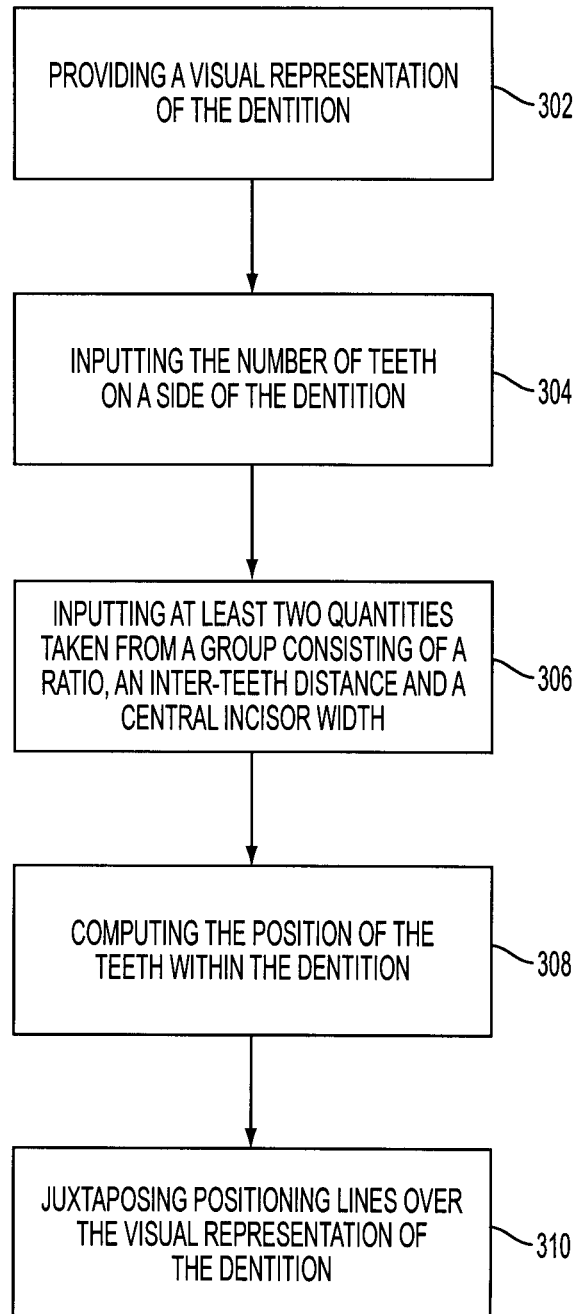 PROVIDING A VISUAL REPRESENTATION
OF THE DENTITION
302
INPUTTING THE NUMBER OF TEETH
ON A SIDE OF THE DENTITION
304
INPUTTING AT LEAST TWO QUANTITIES
TAKEN FROM A GROUP CONSISTING OF A
RATIO, AN INTER-TEETH DISTANCE AND A
CENTRAL INCISOR WIDTH
306
COMPUTING THE POSITION OF THE
TEETH WITHIN THE DENTITION
308
JUXTAPOSING POSITIONING LINES OVER
THE VISUAL REPRESENTATION OF
THE DENTITION
310